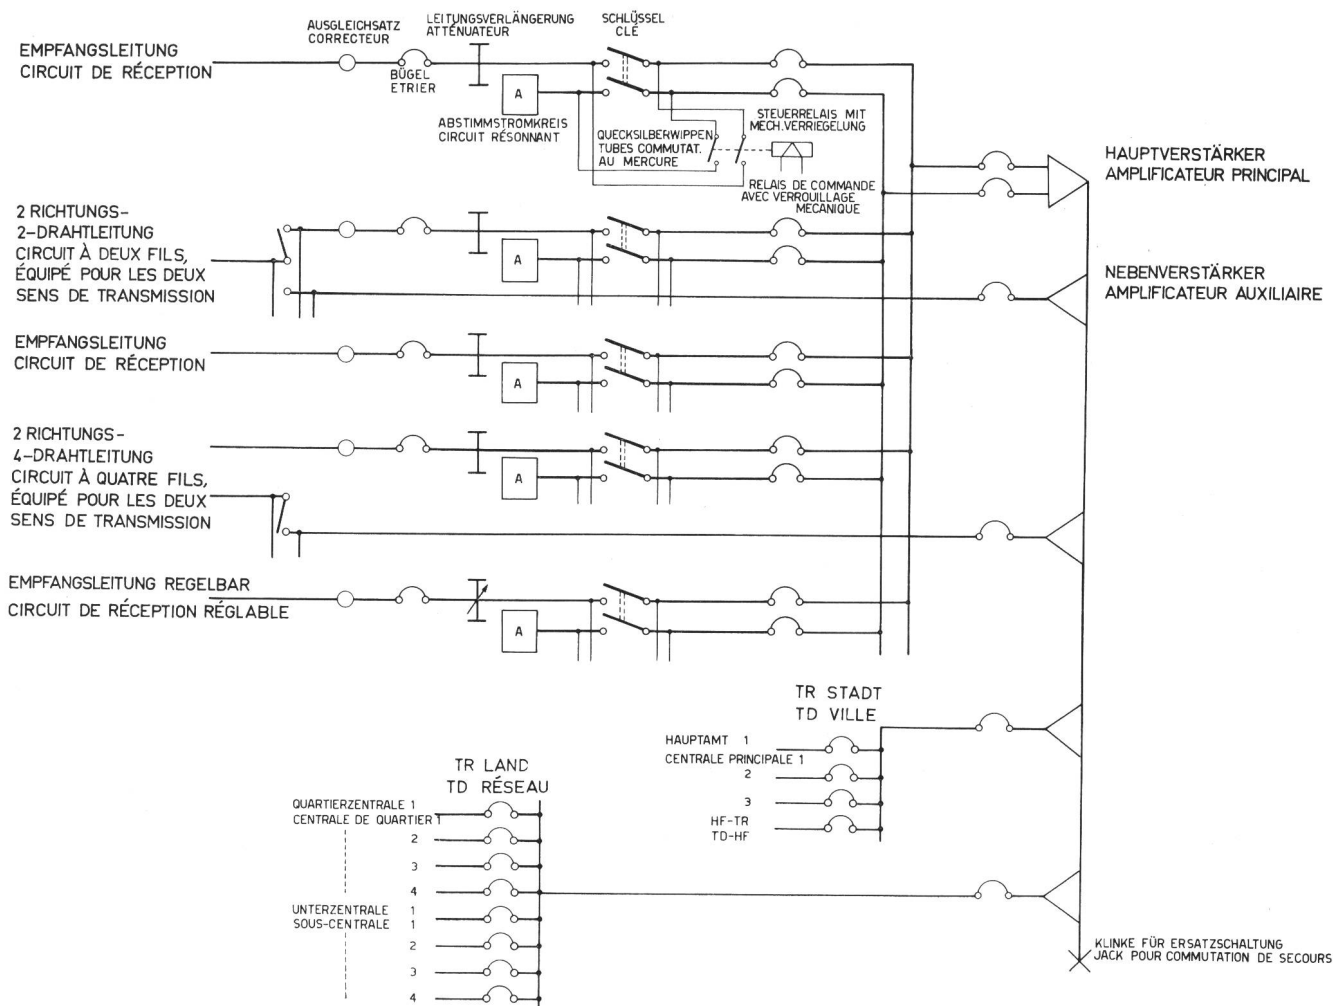 AUSGLEICHSATZ
CORRECTEUR
LEITUNGSVERLÄNGERUNG
ATTÉNUATEUR
SCHLÜSSEL
CLÉ
EMPFANGSLEITUNG
CIRCUIT DE RÉCEPTION
BÜGEL
ETRIER
A
ABSTIMMSTROMKREIS
CIRCUIT RÉSONNANT
QUECKSILBERWIPPEN
TUBES COMMUTAT.
AU MERCURE
STEUERRELAIS MIT
MECH.VERRIEGELUNG
RELAIS DE COMMANDE
AVEC VERROUILLAGE
MECANIQUE
HAUPTVERSTÄRKER
AMPLIFICATEUR PRINCIPAL
2 RICHTUNGS-
2-DRAHTLEITUNG
CIRCUIT À DEUX FILS,
ÉQUIPÉ POUR LES DEUX
SENS DE TRANSMISSION
A
NEBENVERSTÄRKER
AMPLIFICATEUR AUXILIAIRE
EMPFANGSLEITUNG
CIRCUIT DE RÉCEPTION
A
2 RICHTUNGS-
4-DRAHTLEITUNG
CIRCUIT À QUATRE FILS,
ÉQUIPÉ POUR LES DEUX
SENS DE TRANSMISSION
A
EMPFANGSLEITUNG REGELBAR
CIRCUIT DE RÉCEPTION RÉGLABLE
A
TR STADT
TD VILLE
HAUPTAMT 1
CENTRALE PRINCIPALE 1
2
3
HF-TR
TD-HF
TR LAND
TD RÉSEAU
QUARTIERZENTRALE 1
CENTRALE DE QUARTIER 1
2
3
4
UNTERZENTRALE 1
SOUS-CENTRALE 1
2
3
4
KLINKE FÜR ERSATZSCHALTUNG
JACK POUR COMMUTATION DE SECOURS